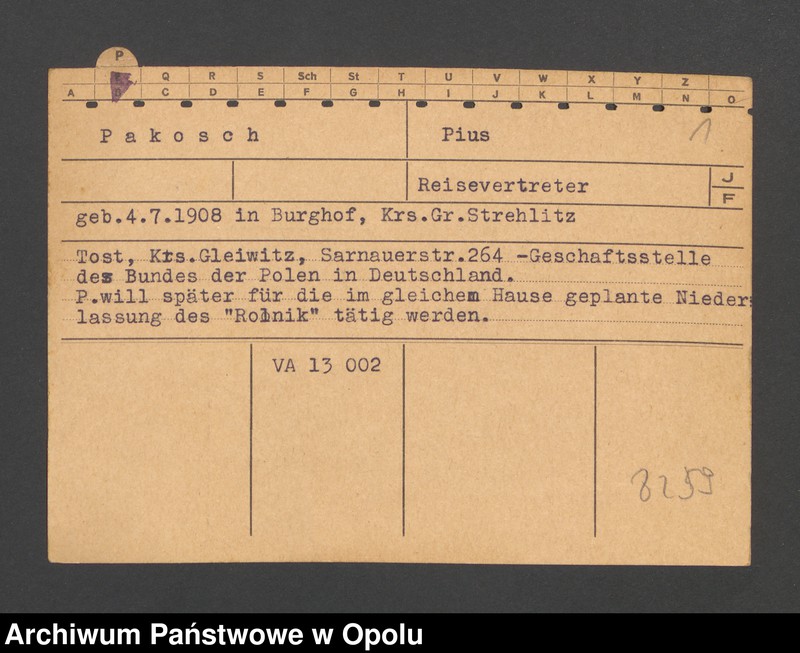 P
P Q R S Sch St T U V W X Y Z
A B C D E F G H I J K L M N O
Pakosch Pius 1
Reisevertreter J
F
geb.4.7.1908 in Burghof, Krs.Gr.Strehlitz
Tost, Krs.Gleiwitz, Sarnauerstr.264 -Geschaftsstelle
des Bundes der Polen in Deutschland.
P.will später für die im gleichem Hause geplante Nieder:
lassung des "Rolnik" tätig werden.
VA 13 002
8259
Archiwum Państwowe w Opolu